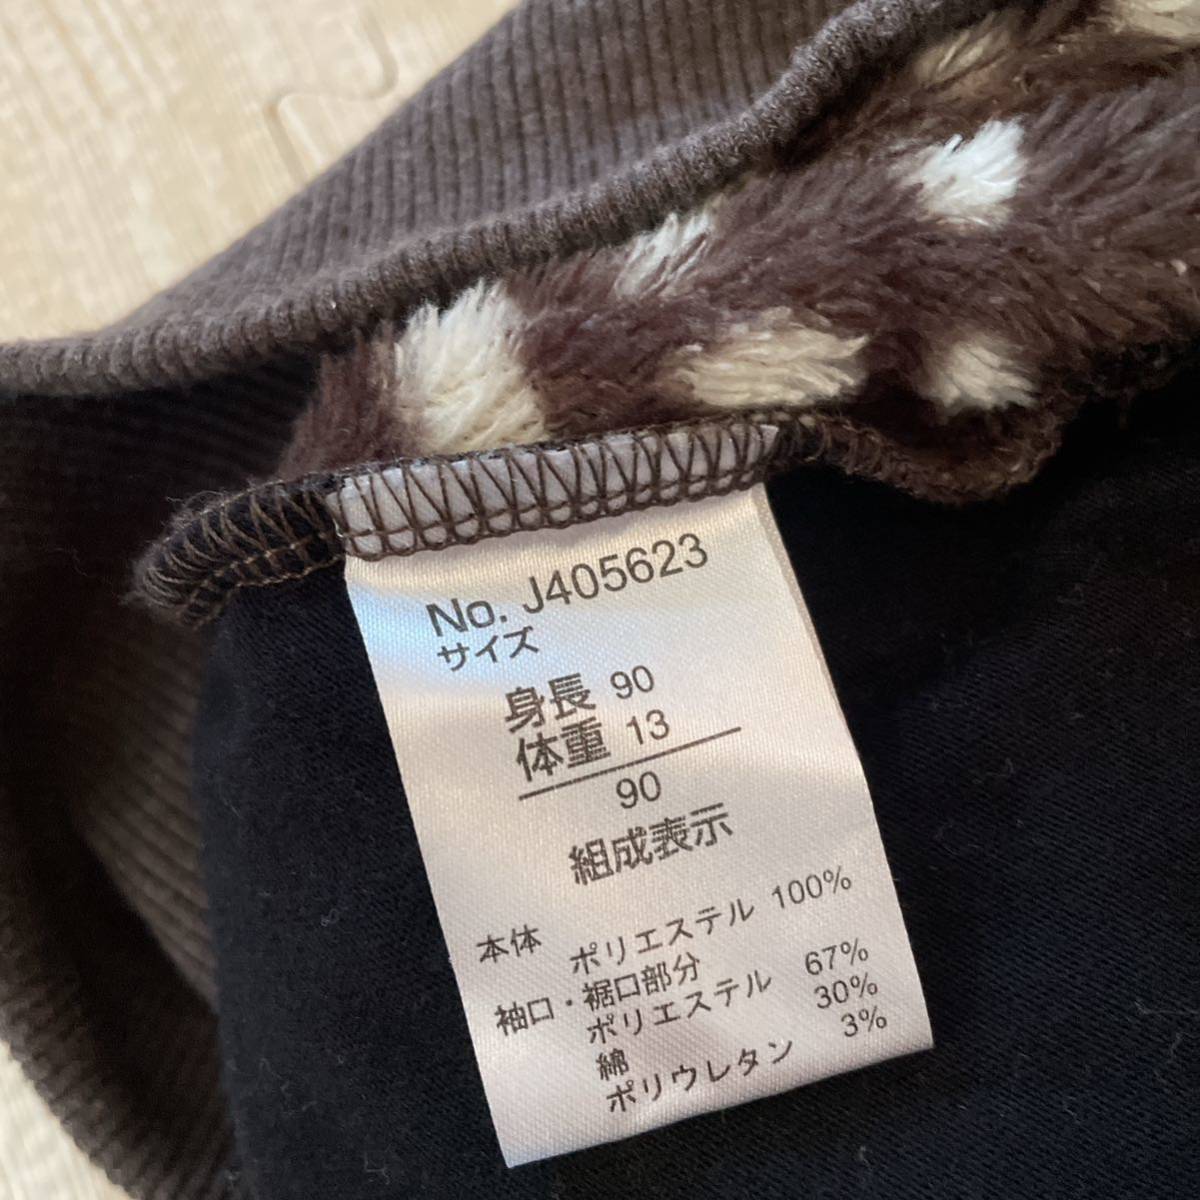 No. J405623
サイズ
身長 90
体重 13
90
組成表示
本体
ポリエステル 100%
袖口・裾口部分
ポリエステル 67%
綿 30%
ポリウレタン 3%